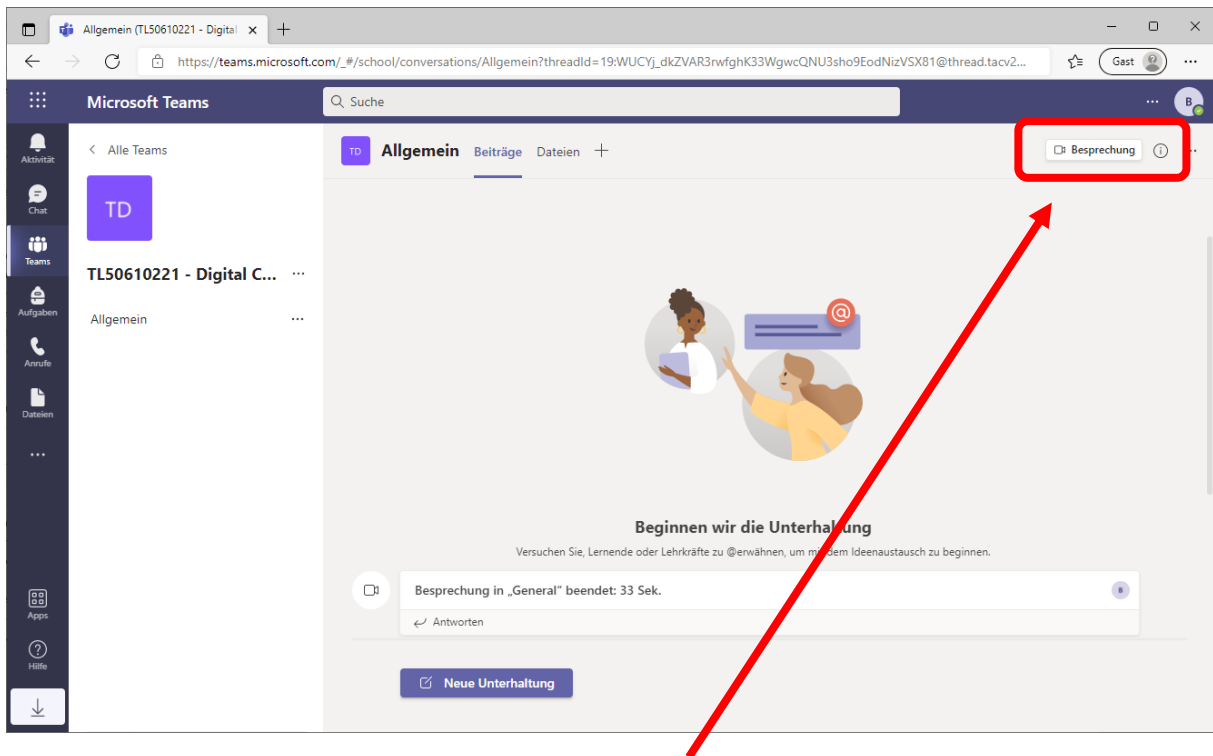 Allgemein (TL50610221 - Digital
https://teams.microsoft.com/_#/school/conversations/Allgemein?threadId=19:WUCYj_dkZVAR3rwfghK33WgwcQNU3sho9EodNizVSX81@thread.tacv2...
Gast
Microsoft Teams
Suche
B
Aktivität
Chat
Teams
Aufgaben
Anrufe
Dateien
Apps
Hilfe
Alle Teams
TD
TL50610221 - Digital C...
Allgemein
TD Allgemein Beiträge Dateien
Besprechung
@
Beginnen wir die Unterhaltung
Versuchen Sie, Lernende oder Lehrkräfte zu @erwähnen, um mit dem Ideenaustausch zu beginnen.
Besprechung in „General“ beendet: 33 Sek.
B
Antworten
Neue Unterhaltung